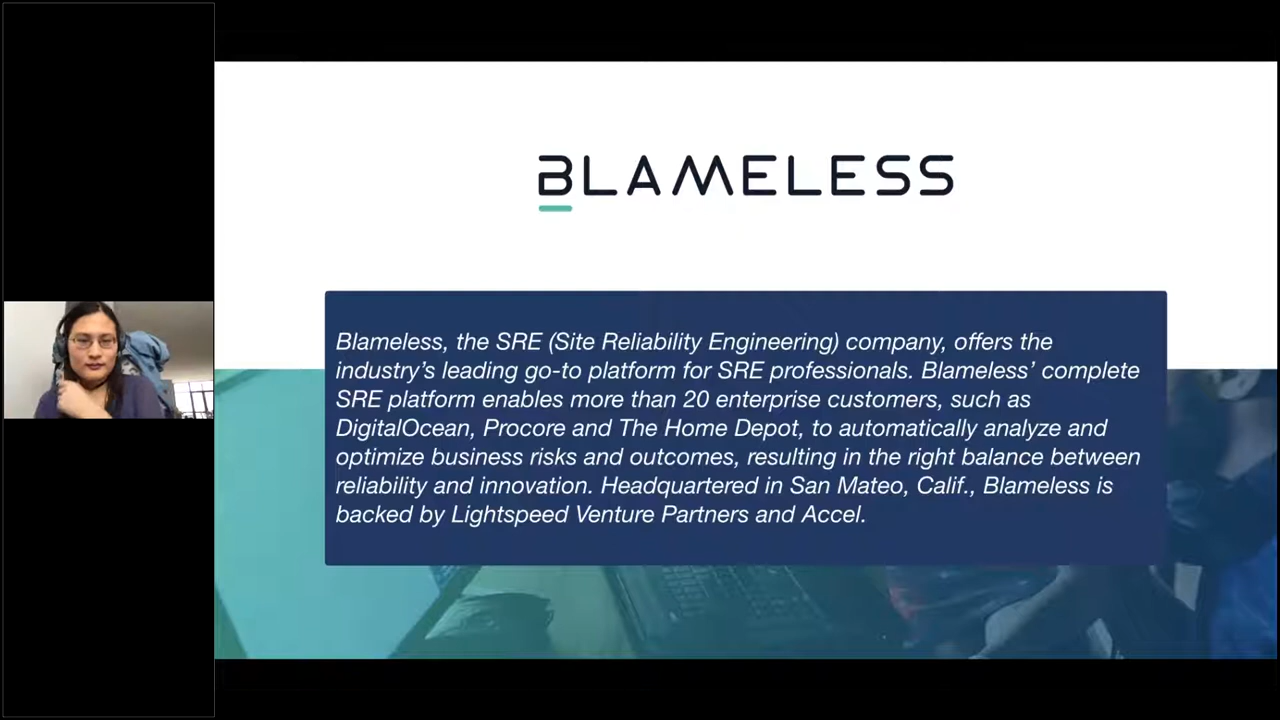 BLAMELESS
Blameless, the SRE (Site Reliability Engineering) company, offers the
industry’s leading go-to platform for SRE professionals. Blameless’ complete
SRE platform enables more than 20 enterprise customers, such as
DigitalOcean, Procore and The Home Depot, to automatically analyze and
optimize business risks and outcomes, resulting in the right balance between
reliability and innovation. Headquartered in San Mateo, Calif., Blameless is
backed by Lightspeed Venture Partners and Accel.